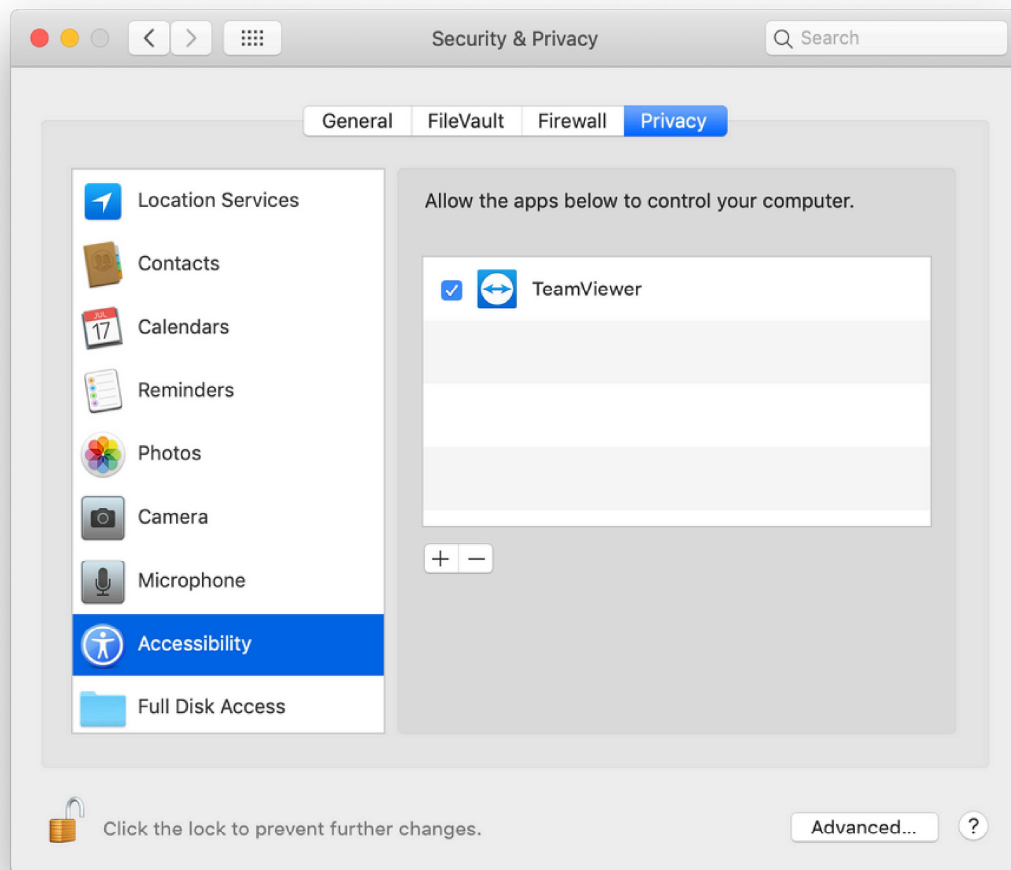 Security & Privacy
Search
General FileVault Firewall Privacy
Location Services
Contacts
JUL
17
Calendars
Reminders
Photos
Camera
Microphone
Accessibility
Full Disk Access
Allow the apps below to control your computer.
TeamViewer
Click the lock to prevent further changes.
Advanced...
?